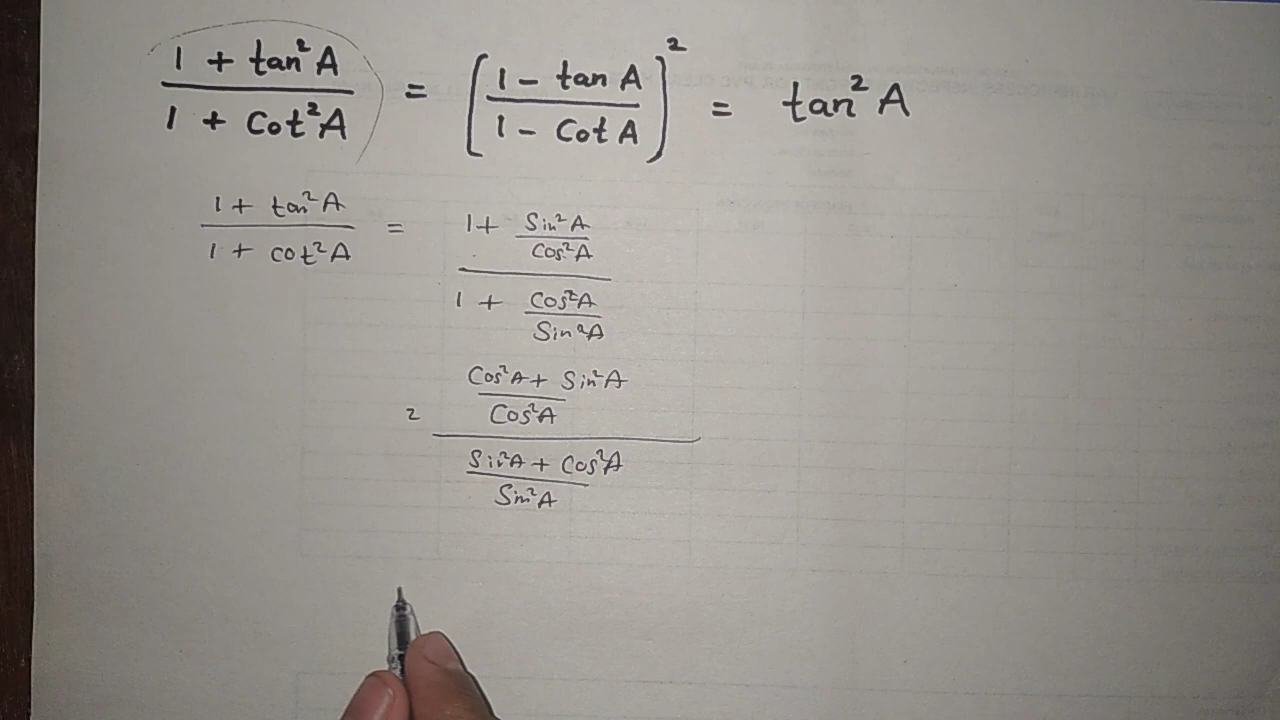 1 + tan²A / 1 + Cot²A = [1 - tan A / 1 - Cot A]² = tan² A
1 + tan²A / 1 + cot²A = 1 + Sin²A / Cos²A / 1 + Cos²A / Sin²A
= Cos²A + Sin²A / Cos²A / Sin²A + Cos²A / Sin²A